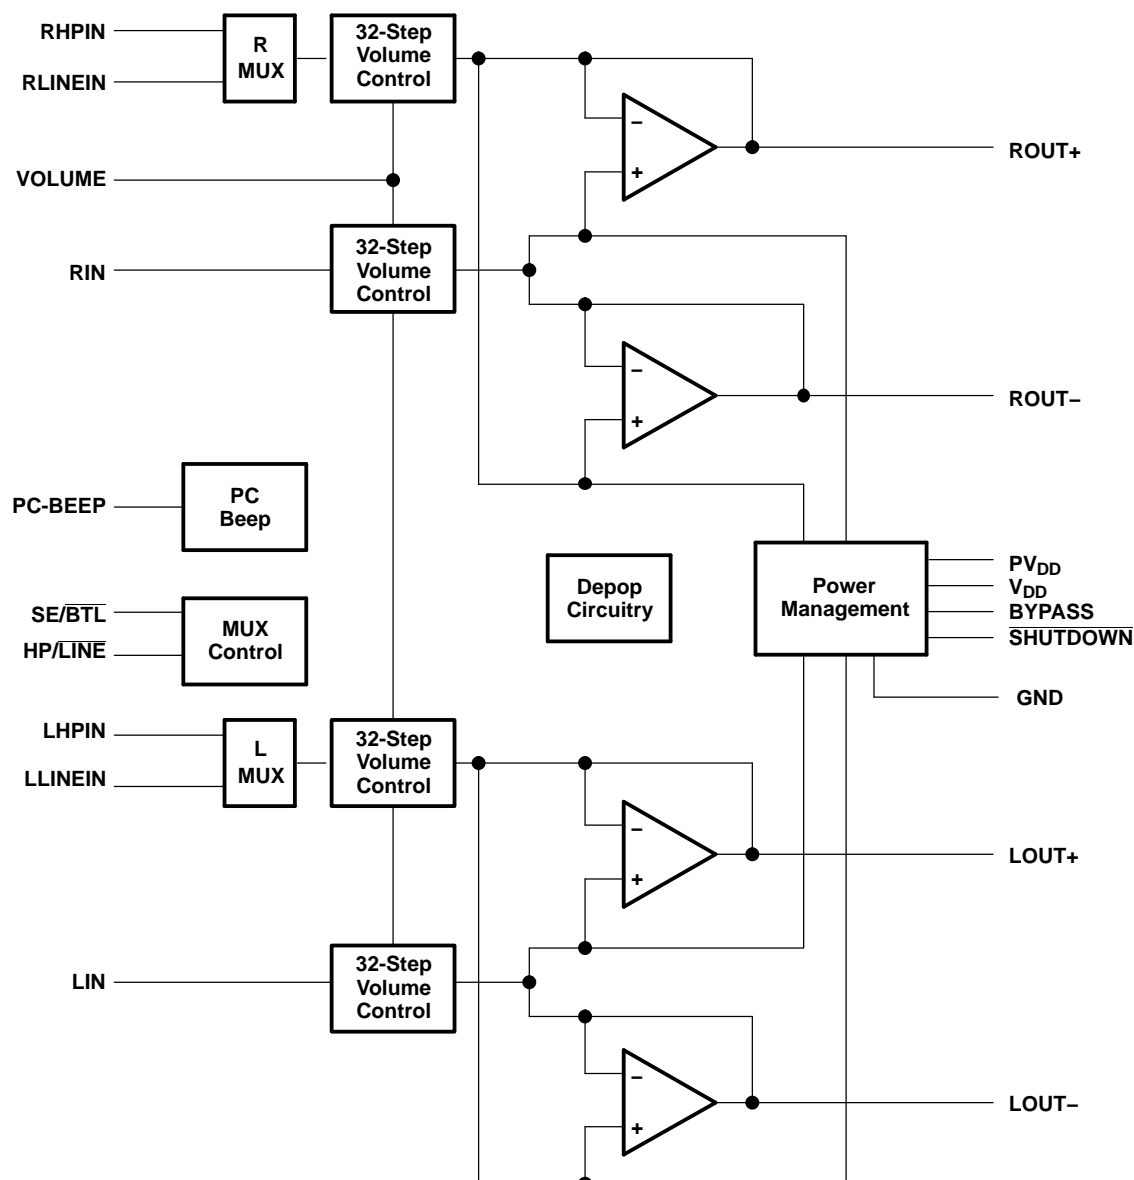 RHPIN
RLINEIN
R
MUX
32-Step
Volume
Control
−
+
ROUT+
VOLUME
RIN
32-Step
Volume
Control
−
+
ROUT−
PC-BEEP
PC
Beep
Depop
Circuitry
Power
Management
PVDD
VDD
BYPASS
SHUTDOWN
GND
SE/BTL
HP/LINE
MUX
Control
LHPIN
LLINEIN
L
MUX
32-Step
Volume
Control
−
+
LOUT+
LIN
32-Step
Volume
Control
−
+
LOUT−